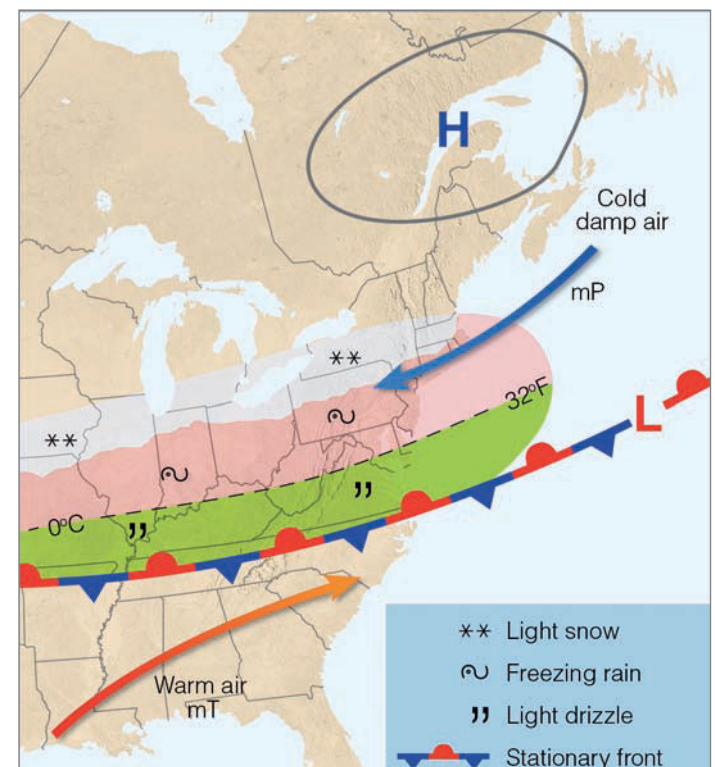 H
Cold
damp air
mP
**
32°F
L
**
0°C
,,
,,
Warm air
mT
** Light snow
Freezing rain
,, Light drizzle
Stationary front